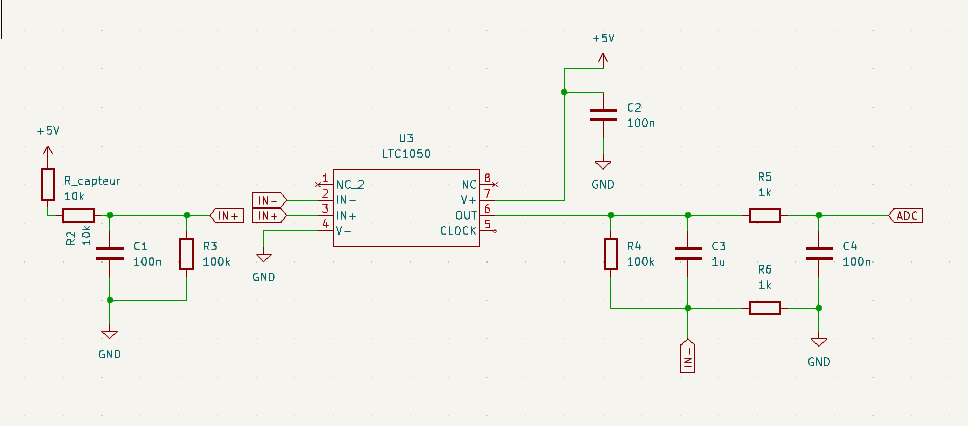 +5V
R_capteur
10k
R2
10k
C1
100n
GND
R3
100k
IN+
IN-
IN+
GND
U3
LTC1050
1
NC_2
2
IN-
3
IN+
4
V-
8
NC
7
V+
6
OUT
5
CLOCK
+5V
C2
100n
GND
R4
100k
C3
1u
IN-
R5
1k
R6
1k
C4
100n
GND
ADC